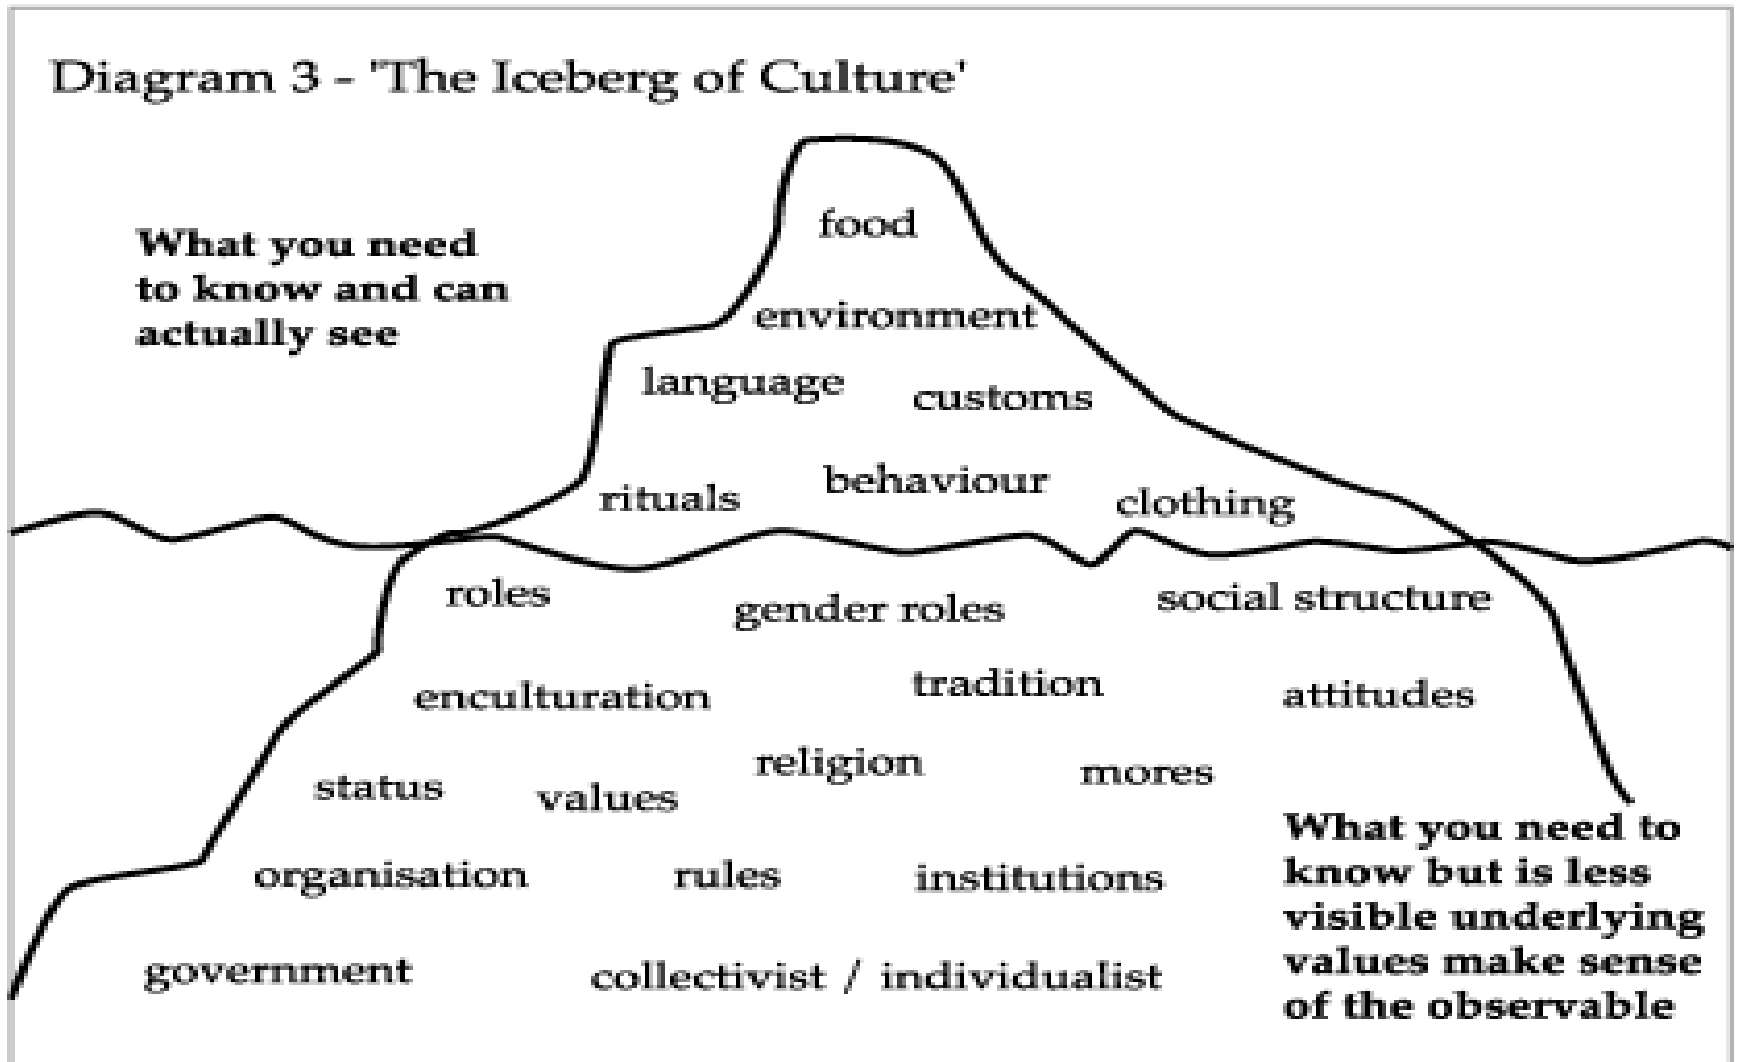 Diagram 3 - 'The Iceberg of Culture'
What you need
to know and can
actually see
food
environment
language
customs
rituals
behaviour
clothing
roles
gender roles
social structure
enculturation
tradition
attitudes
status
values
religion
mores
organisation
rules
institutions
government
collectivist / individualist
What you need to
know but is less
visible underlying
values make sense
of the observable